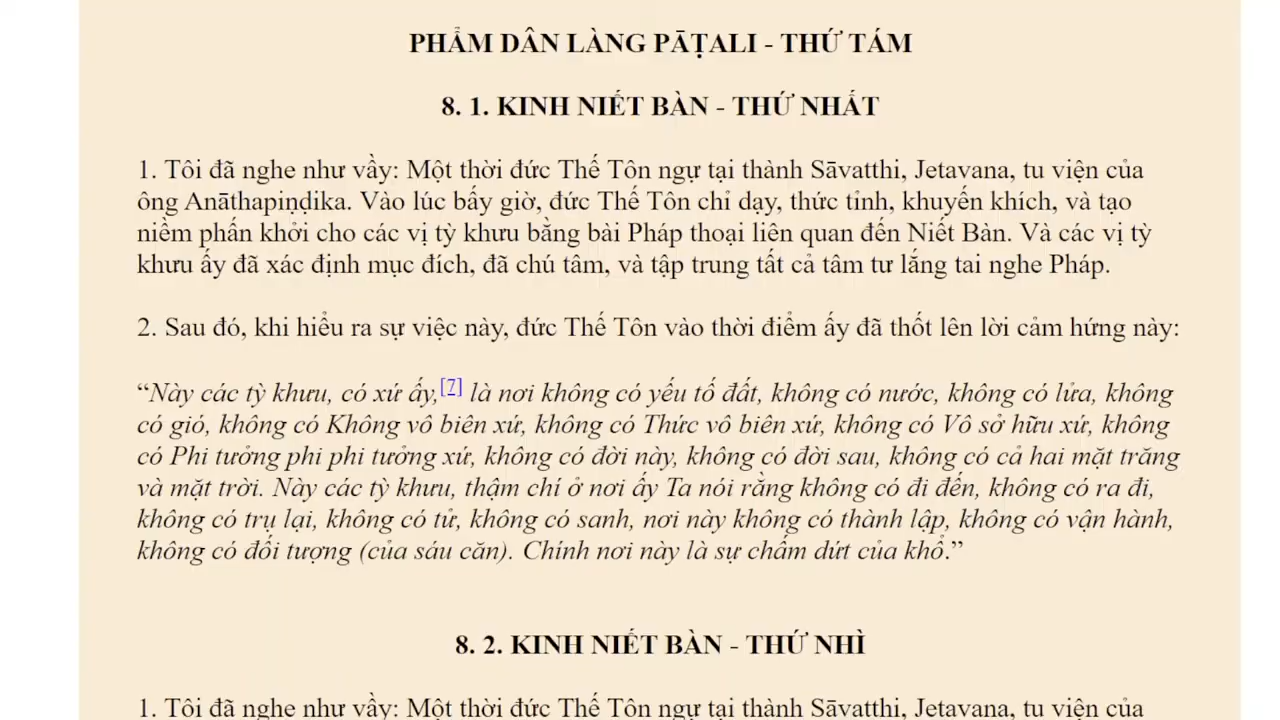 PHẨM DÂN LÀNG PĀṬALI - THỨ TÁM
8. 1. KINH NIẾT BÀN - THỨ NHẤT
1. Tôi đã nghe như vầy: Một thời đức Thế Tôn ngự tại thành Sāvatthi, Jetavana, tu viện của
ông Anāthapiṇḍika. Vào lúc bấy giờ, đức Thế Tôn chỉ dạy, thức tỉnh, khuyến khích, và tạo
niềm phấn khởi cho các vị tỳ khưu bằng bài Pháp thoại liên quan đến Niết Bàn. Và các vị tỳ
khưu ấy đã xác định mục đích, đã chú tâm, và tập trung tất cả tâm tư lắng tai nghe Pháp.
2. Sau đó, khi hiểu ra sự việc này, đức Thế Tôn vào thời điểm ấy đã thốt lên lời cảm hứng này:
“Này các tỳ khưu, có xứ ấy,[7] là nơi không có yếu tố đất, không có nước, không có lửa, không
có gió, không có Không vô biên xứ, không có Thức vô biên xứ, không có Vô sở hữu xứ, không
có Phi tưởng phi phi tưởng xứ, không có đời này, không có đời sau, không có cả hai mặt trăng
và mặt trời. Này các tỳ khưu, thậm chí ở nơi ấy Ta nói rằng không có đi đến, không có ra đi,
không có trụ lại, không có tử, không có sanh, nơi này không có thành lập, không có vận hành,
không có đối tượng (của sáu căn). Chính nơi này là sự chấm dứt của khổ.”
8. 2. KINH NIẾT BÀN - THỨ NHÌ
1. Tôi đã nghe như vầy: Một thời đức Thế Tôn ngự tại thành Sāvatthi, Jetavana, tu viện của